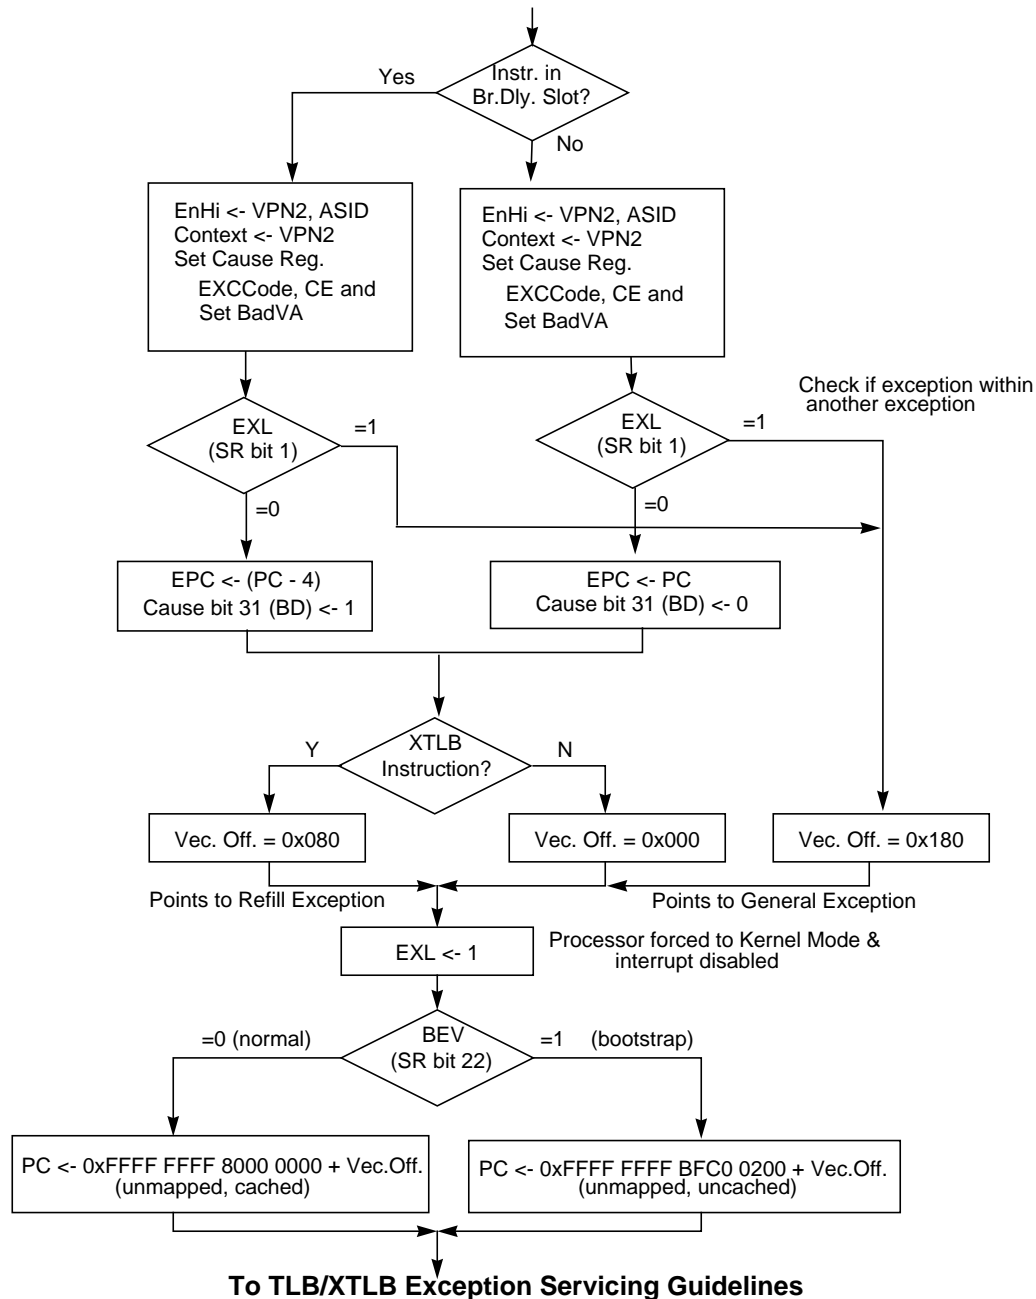 Instr. in
Br.Dly. Slot?
Yes
No
EnHi <- VPN2, ASID
Context <- VPN2
Set Cause Reg.
EXCCode, CE and
Set BadVA
EnHi <- VPN2, ASID
Context <- VPN2
Set Cause Reg.
EXCCode, CE and
Set BadVA
Check if exception within
another exception
EXL
(SR bit 1)
=1
=0
EXL
(SR bit 1)
=1
=0
EPC <- (PC - 4)
Cause bit 31 (BD) <- 1
EPC <- PC
Cause bit 31 (BD) <- 0
XTLB
Instruction?
Y
N
Vec. Off. = 0x080
Vec. Off. = 0x000
Vec. Off. = 0x180
Points to Refill Exception
Points to General Exception
EXL <- 1
Processor forced to Kernel Mode &
interrupt disabled
BEV
(SR bit 22)
=0 (normal)
=1 (bootstrap)
PC <- 0xFFFF FFFF 8000 0000 + Vec.Off.
(unmapped, cached)
PC <- 0xFFFF FFFF BFC0 0200 + Vec.Off.
(unmapped, uncached)
To TLB/XTLB Exception Servicing Guidelines